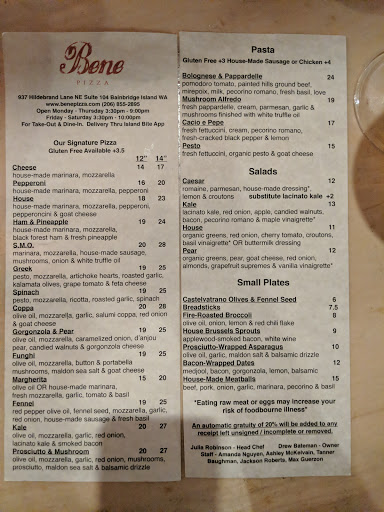 Bene
PIZZA
937 Hildebrand Lane NE Suite 104 Bainbridge Island WA
www.benepizza.com (206) 855-2895
Open Monday - Thursday 3:30pm - 9:00pm
Friday - Saturday 3:30pm - 10:00pm
For Take-Out & Dine-In. Delivery Thru Island Bite App
Our Signature Pizza
Gluten Free Available +3.5
12" 14"
Cheese 14 17
house-made marinara, mozzarella
Pepperoni 16 20
house-made marinara, mozzarella, pepperoni
House 18 23
house-made marinara, mozzarella, pepperoni,
pepperoncini & goat cheese
Ham & Pineapple 19 24
house-made marinara, mozzarella,
black forest ham & fresh pineapple
S.M.O. 20 28
marinara, mozzarella, house-made sausage,
mushrooms, onion & white truffle oil
Greek 19 25
pesto, mozzarella, artichoke hearts, roasted garlic,
kalamata olives, grape tomato & feta cheese
Spinach 19 25
pesto, mozzarella, ricotta, roasted garlic, spinach
Coppa 20 28
olive oil, mozzarella, garlic, salumi coppa, red onion
& goat cheese
Gorgonzola & Pear 19 25
olive oil, mozzarella, caramelized onion, d'anjou
pear, candied walnuts & gorgonzola cheese
Funghi 19 25
olive oil, mozzarella, button & portabella
mushrooms, maldon sea salt & goat cheese
Margherita 15 20
olive oil OR house-made marinara,
fresh mozzarella, garlic, tomato & basil
Fennel 19 25
red pepper olive oil, fennel seed, mozzarella, garlic,
red onion, house-made sausage & fresh basil
Kale 20 27
olive oil, mozzarella, garlic, red onion,
lacinato kale & smoked bacon
Prosciutto & Mushroom 20 27
olive oil, mozzarella, garlic, red onion, mushrooms,
prosciutto, maldon sea salt & balsamic drizzle
Pasta
Gluten Free +3 House-Made Sausage or Chicken +4
Bolognese & Pappardelle 24
pomodoro tomato, painted hills ground beef,
mirepoix, milk, pecorino romano, fresh basil, love
Mushroom Alfredo 19
fresh pappardelle, cream, parmesan, garlic &
mushrooms finished with white truffle oil
Cacio e Pepe 17
fresh fettuccini, cream, pecorino romano,
fresh-cracked black pepper & lemon
Pesto 15
fresh fettuccini, organic pesto & goat cheese
Salads
Caesar 12
romaine, parmesan, house-made dressing*,
lemon & croutons substitute lacinato kale +2
Kale 13
lacinato kale, red onion, apple, candied walnuts,
bacon, pecorino romano & maple vinaigrette*
House 11
organic greens, red onion, cherry tomato, croutons,
basil vinaigrette* OR buttermilk dressing
Pear 12
organic greens, pear, goat cheese, red onion,
almonds, grapefruit supremes & vanilla vinaigrette*
Small Plates
Castelvatrano Olives & Fennel Seed 6
Breadsticks 7.5
Fire-Roasted Broccoli 8
olive oil, onion, lemon & red chili flake
House Brussels Sprouts 9
applewood-smoked bacon, white wine
Prosciutto-Wrapped Asparagus 10
olive oil, garlic, maldon sea salt & balsamic drizzle
Bacon-Wrapped Dates 12
medjool, bacon, gorgonzola, lemon, balsamic
House-Made Meatballs 15
beef, pork, onion, garlic, marinara, pecorino & basil
*Eating raw meat or eggs may increase your
risk of foodbourne illness*
An automatic gratuity of 20% will be added to any
receipt left unsigned / incomplete or removed.
Julia Robinson - Head Chef Drew Bateman - Owner
Staff - Amanda Nguyen, Ashley McKelvain, Tanner
Baughman, Jackson Roberts, Max Guerzon